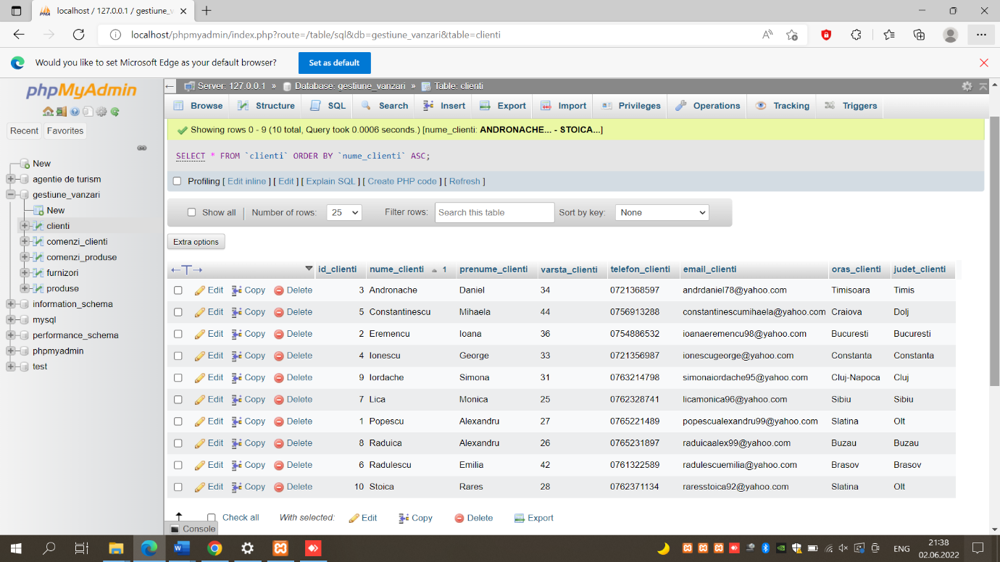 PMA localhost / 127.0.0.1 / gestiune_v
localhost/phpmyadmin/index.php?route=/table/sql&db=gestiune_vanzari&table=clienti
Would you like to set Microsoft Edge as your default browser? Set as default
phpMyAdmin
Recent Favorites
New
agentie de turism
gestiune_vanzari
New
clienti
comenzi_clienti
comenzi_produse
furnizori
produse
information_schema
mysql
performance_schema
phpmyadmin
test
Server: 127.0.0.1 » Database: gestiune_vanzari » Table: clienti
Browse Structure SQL Search Insert Export Import Privileges Operations Tracking Triggers
Showing rows 0 - 9 (10 total, Query took 0.0006 seconds.) [nume_clienti: ANDRONACHE... - STOICA...]
SELECT * FROM `clienti` ORDER BY `nume_clienti` ASC;
Profiling [ Edit inline ] [ Edit ] [ Explain SQL ] [ Create PHP code ] [ Refresh ]
Show all | Number of rows: 25 Filter rows: Search this table Sort by key: None
Extra options
id_clienti nume_clienti 1 prenume_clienti varsta_clienti telefon_clienti email_clienti oras_clienti judet_clienti
Edit Copy Delete 3 Andronache Daniel 34 0721368597 andrdaniel78@yahoo.com Timisoara Timis
Edit Copy Delete 5 Constantinescu Mihaela 44 0756913288 constantinescumihaela@yahoo.com Craiova Dolj
Edit Copy Delete 2 Eremencu Ioana 36 0754886532 ioanaeremencu98@yahoo.com Bucuresti Bucuresti
Edit Copy Delete 4 Ionescu George 33 0721356987 ionescugeorge@yahoo.com Constanta Constanta
Edit Copy Delete 9 Iordache Simona 31 0763214798 simonaiordache95@yahoo.com Cluj-Napoca Cluj
Edit Copy Delete 7 Lica Monica 25 0762328741 licamonica96@yahoo.com Sibiu Sibiu
Edit Copy Delete 1 Popescu Alexandru 27 0765221489 popescualexandru99@yahoo.com Slatina Olt
Edit Copy Delete 8 Raduica Alexandru 26 0765231897 raduicaalex99@yahoo.com Buzau Buzau
Edit Copy Delete 6 Radulescu Emilia 42 0761322589 radulescuemilia@yahoo.com Brasov Brasov
Edit Copy Delete 10 Stoica Rares 28 0762371134 raresstoica92@yahoo.com Slatina Olt
Check all With selected: Edit Copy Delete Export
Console
ENG 21:38
02.06.2022